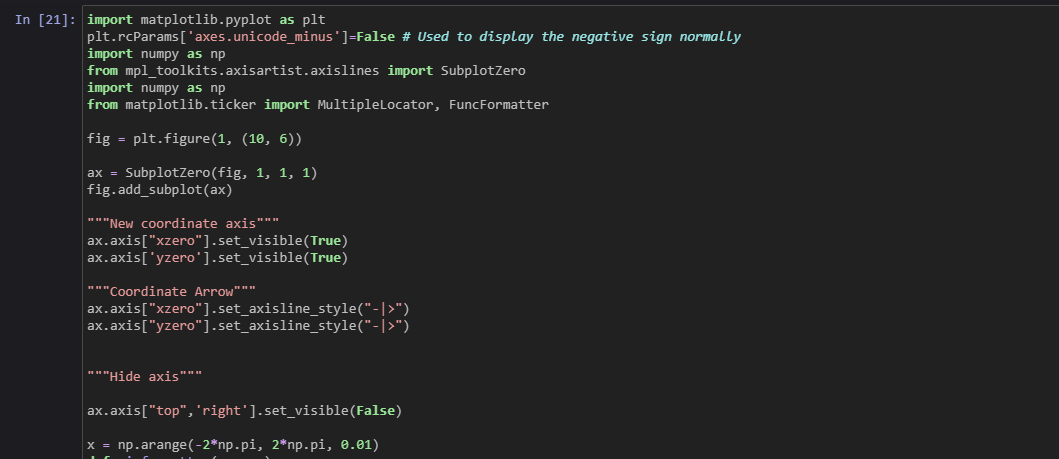 In [21]: import matplotlib.pyplot as plt
plt.rcParams['axes.unicode_minus']=False # Used to display the negative sign normally
import numpy as np
from mpl_toolkits.axisartist.axislines import SubplotZero
import numpy as np
from matplotlib.ticker import MultipleLocator, FuncFormatter
fig = plt.figure(1, (10, 6))
ax = SubplotZero(fig, 1, 1, 1)
fig.add_subplot(ax)
"""New coordinate axis"""
ax.axis["xzero"].set_visible(True)
ax.axis['yzero'].set_visible(True)
"""Coordinate Arrow"""
ax.axis["xzero"].set_axisline_style("-|>")
ax.axis["yzero"].set_axisline_style("-|>")
"""Hide axis"""
ax.axis["top",'right'].set_visible(False)
x = np.arange(-2*np.pi, 2*np.pi, 0.01)